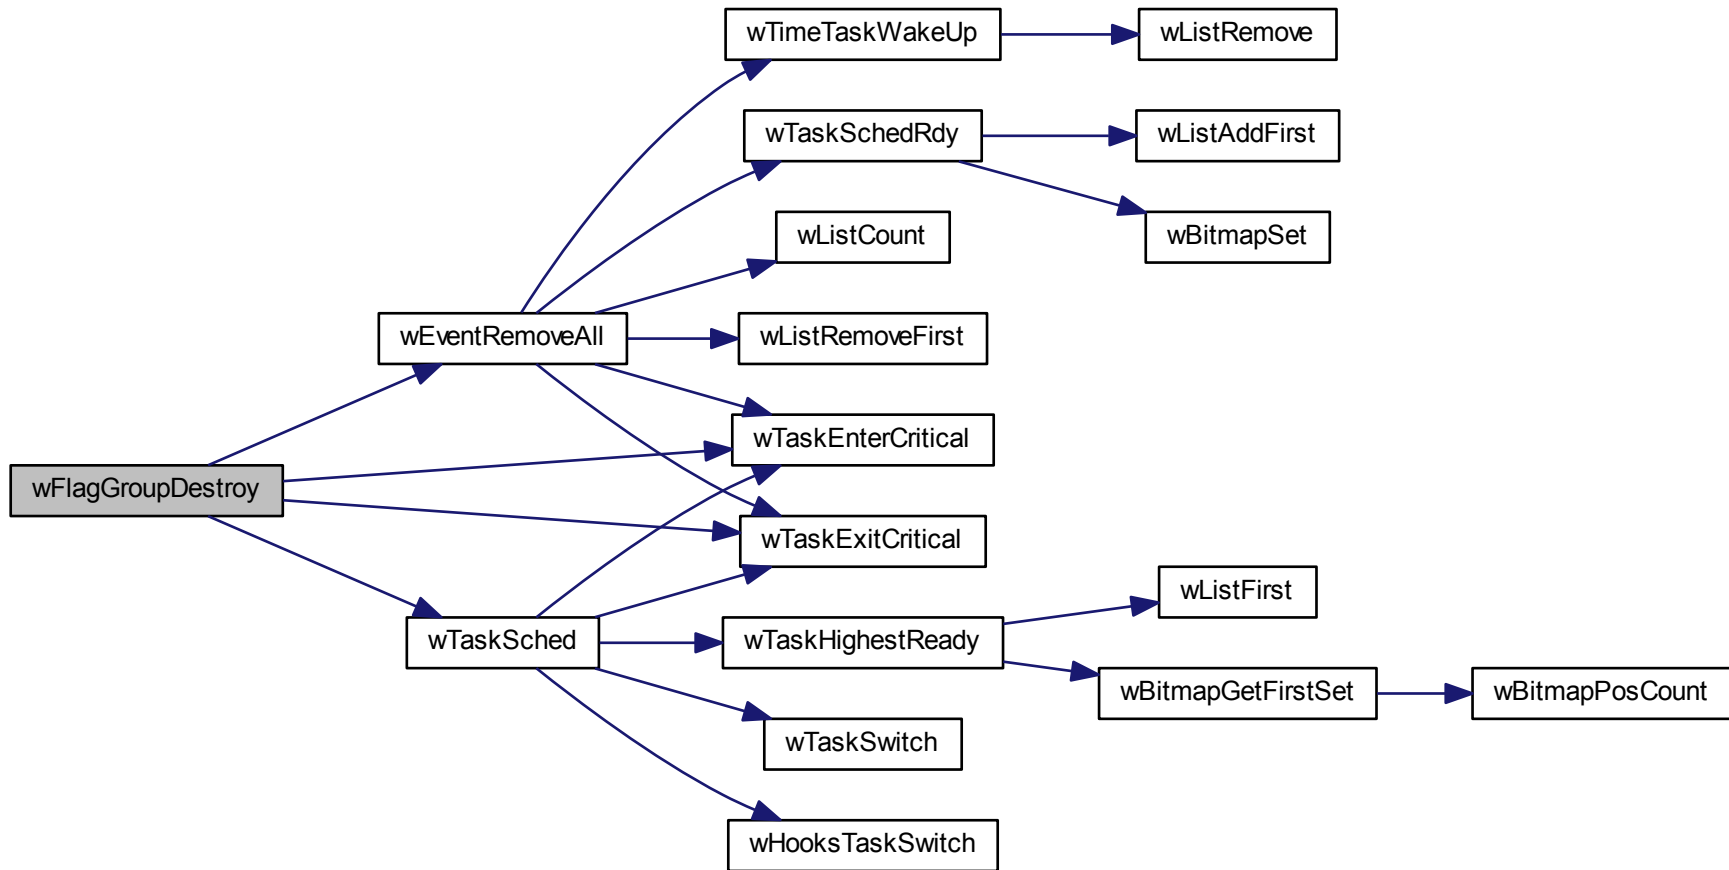 wTimeTaskWakeUp
wListRemove
wTaskSchedRdy
wListAddFirst
wListCount
wBitmapSet
wEventRemoveAll
wListRemoveFirst
wTaskEnterCritical
wFlagGroupDestroy
wTaskExitCritical
wListFirst
wTaskSched
wTaskHighestReady
wBitmapGetFirstSet
wBitmapPosCount
wTaskSwitch
wHooksTaskSwitch